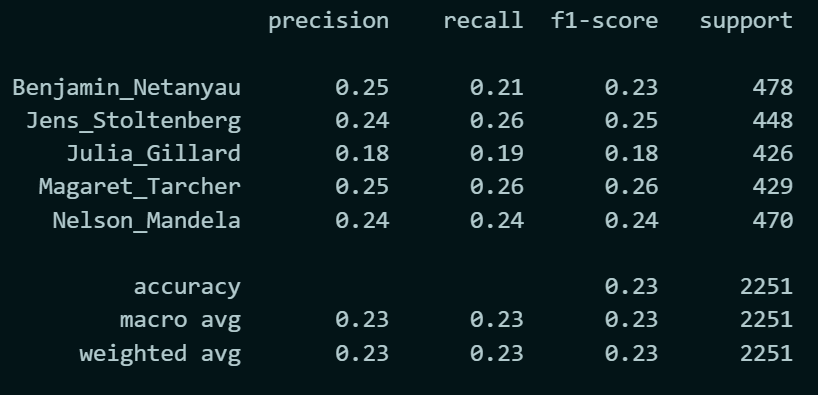 precision recall f1-score support
Benjamin_Netanyau 0.25 0.21 0.23 478
Jens_Stoltenberg 0.24 0.26 0.25 448
Julia_Gillard 0.18 0.19 0.18 426
Magaret_Tarcher 0.25 0.26 0.26 429
Nelson_Mandela 0.24 0.24 0.24 470
accuracy 0.23 2251
macro avg 0.23 0.23 0.23 2251
weighted avg 0.23 0.23 0.23 2251